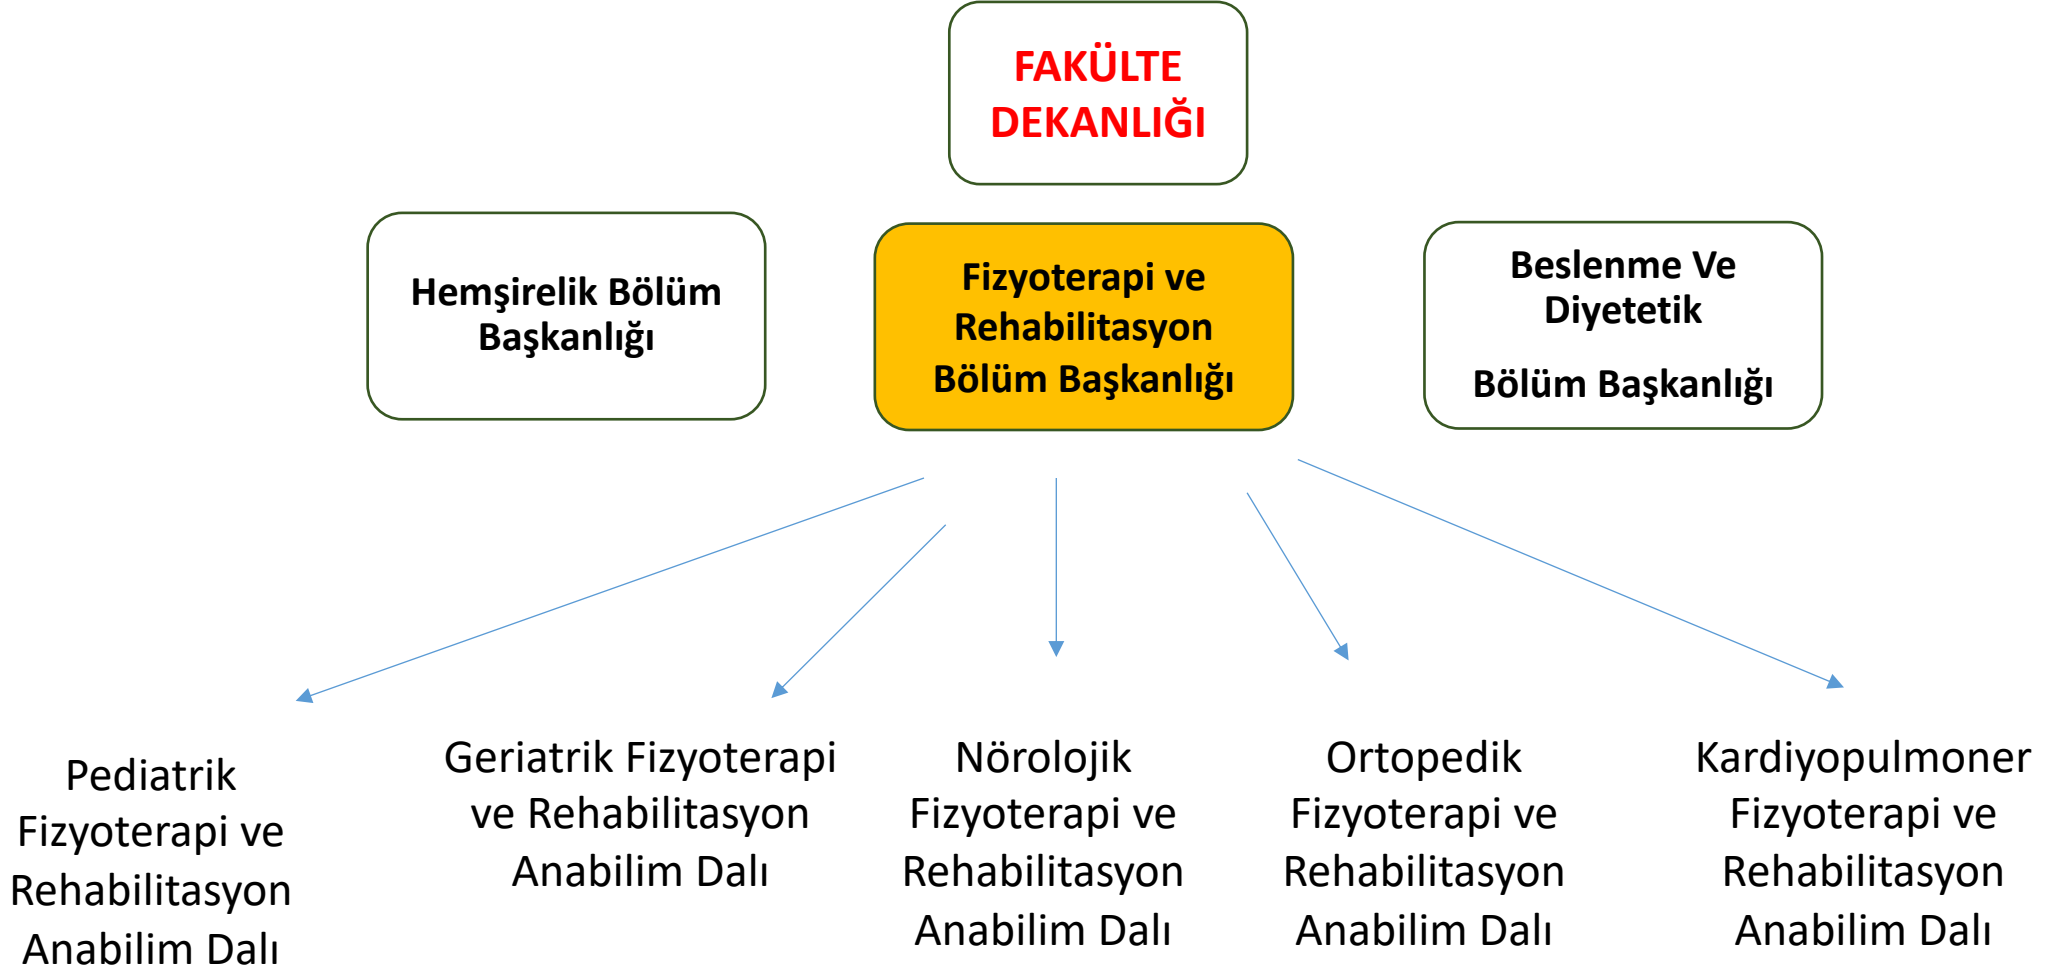 FAKÜLTE
DEKANLIĞI
Hemşirelik Bölüm
Başkanlığı
Fizyoterapi ve
Rehabilitasyon
Bölüm Başkanlığı
Beslenme Ve
Diyetetik
Bölüm Başkanlığı
Pediatrik
Fizyoterapi ve
Rehabilitasyon
Anabilim Dalı
Geriatrik Fizyoterapi
ve Rehabilitasyon
Anabilim Dalı
Nörolojik
Fizyoterapi ve
Rehabilitasyon
Anabilim Dalı
Ortopedik
Fizyoterapi ve
Rehabilitasyon
Anabilim Dalı
Kardiyopulmoner
Fizyoterapi ve
Rehabilitasyon
Anabilim Dalı